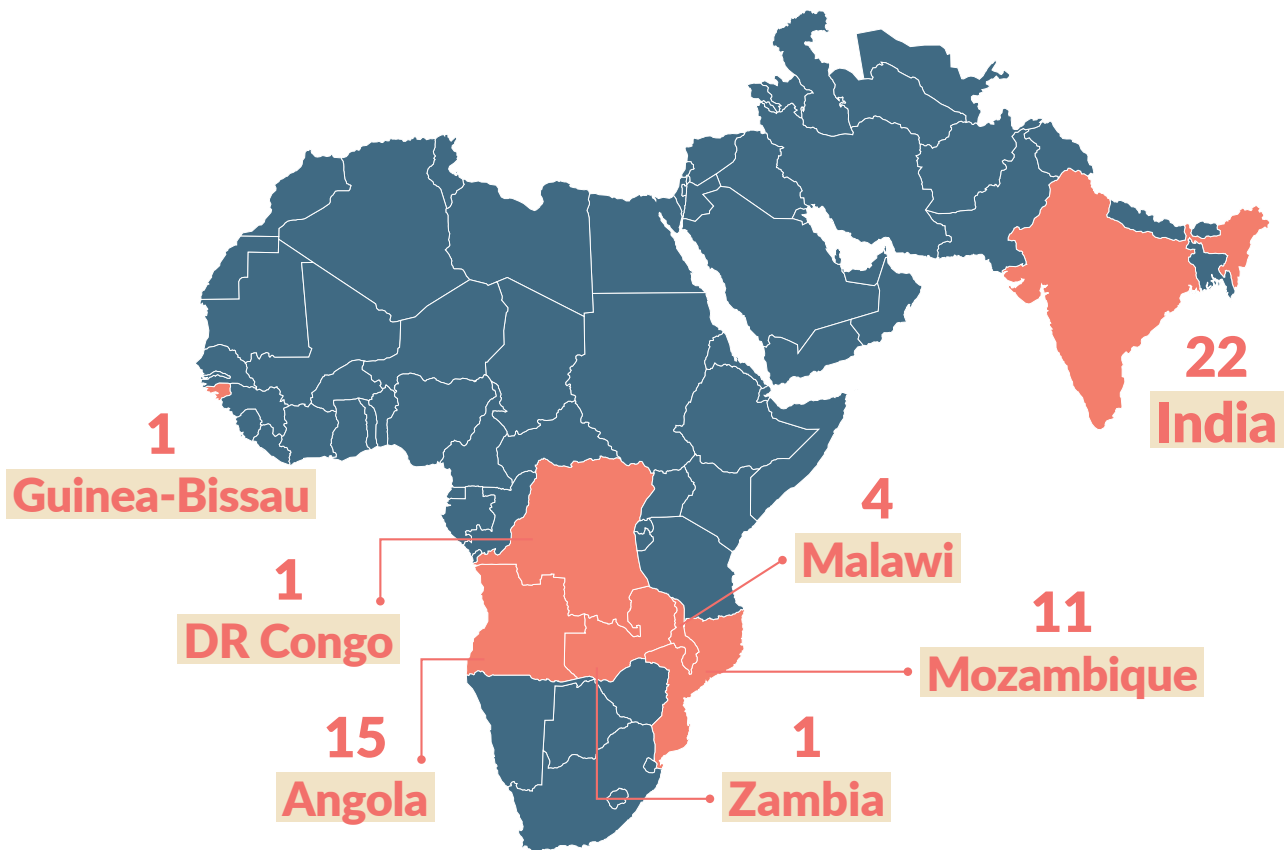 22
India
1
Guinea-Bissau
4
Malawi
1
DR Congo
11
Mozambique
15
Angola
1
Zambia